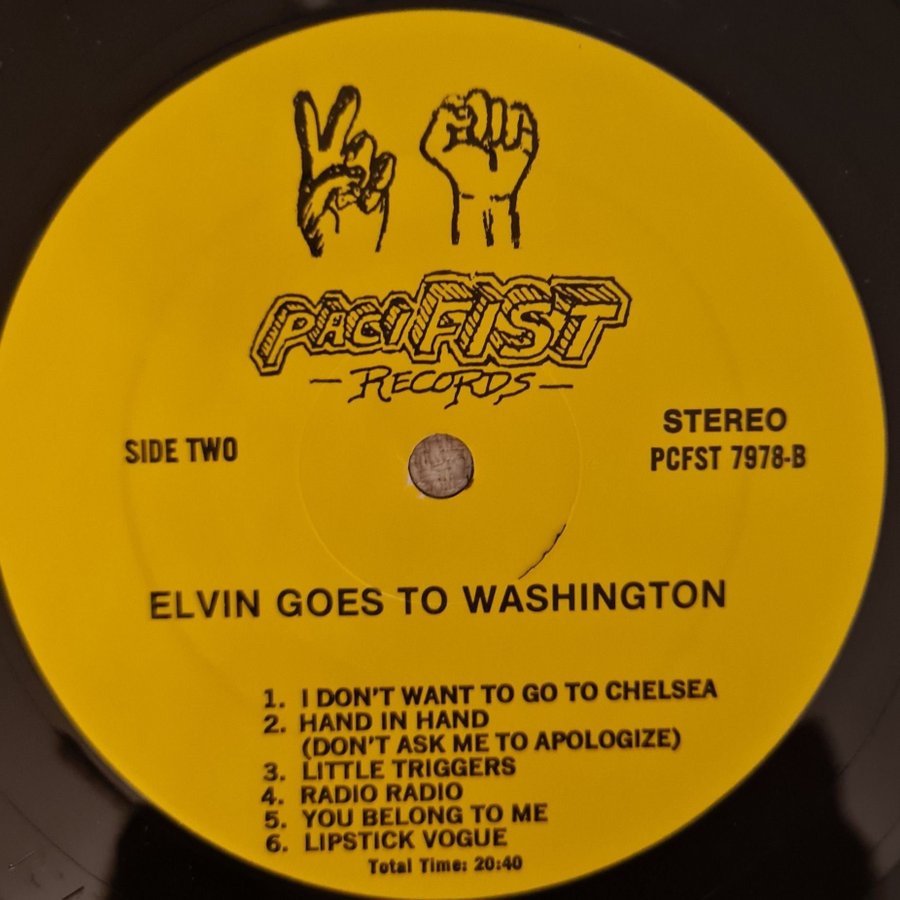 PACIFIST
RECORDS
STEREO
SIDE TWO
PCFST 7978-B
ELVIN GOES TO WASHINGTON
1. I DON'T WANT TO GO TO CHELSEA
2. HAND IN HAND
(DON'T ASK ME TO APOLOGIZE)
3. LITTLE TRIGGERS
4. RADIO RADIO
5. YOU BELONG TO ME
6. LIPSTICK VOGUE
Total Time: 20:40